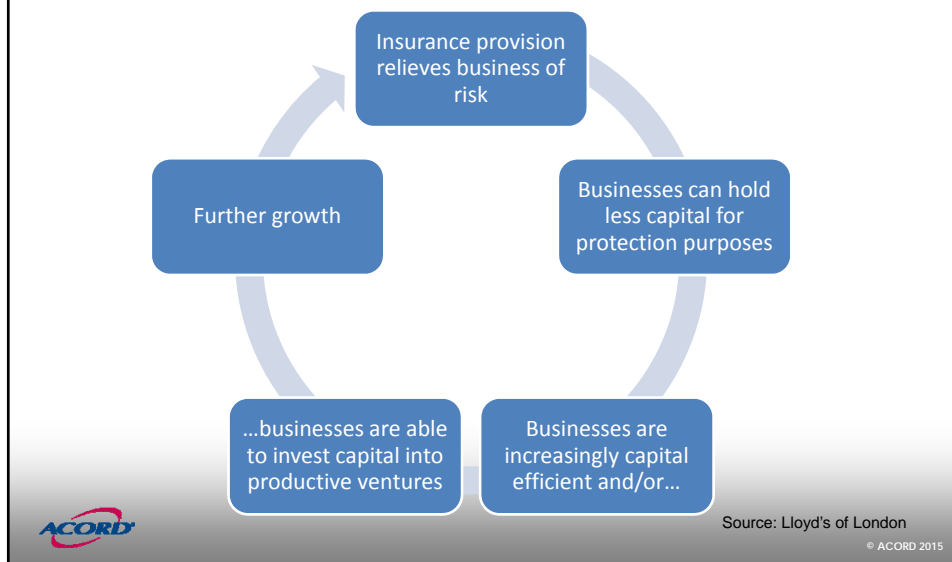 Insurance provision
relieves business of
risk
Businesses can hold
less capital for
protection purposes
Businesses are
increasingly capital
efficient and/or…
…businesses are able
to invest capital into
productive ventures
Further growth
ACORD
Source: Lloyd’s of London
© ACORD 2015